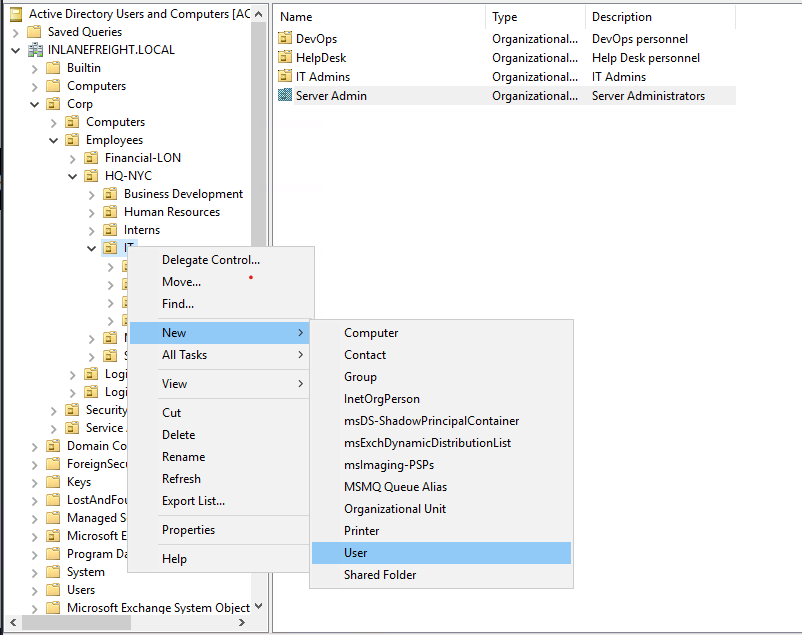 Active Directory Users and Computers [AC
Saved Queries
INLANEFREIGHT.LOCAL
Builtin
Computers
Corp
Computers
Employees
Financial-LON
HQ-NYC
Business Development
Human Resources
Interns
IT
Logi
Logi
Security
Service
Domain Co
ForeignSecu
Keys
LostAndFou
Managed S
Microsoft E
Program Da
System
Users
Microsoft Exchange System Object
Name Type Description
DevOps Organizational... DevOps personnel
HelpDesk Organizational... Help Desk personnel
IT Admins Organizational... IT Admins
Server Admin Organizational... Server Administrators
Delegate Control...
Move...
Find...
New
All Tasks
View
Cut
Delete
Rename
Refresh
Export List...
Properties
Help
Computer
Contact
Group
InetOrgPerson
msDS-ShadowPrincipalContainer
msExchDynamicDistributionList
msImaging-PSPs
MSMQ Queue Alias
Organizational Unit
Printer
User
Shared Folder